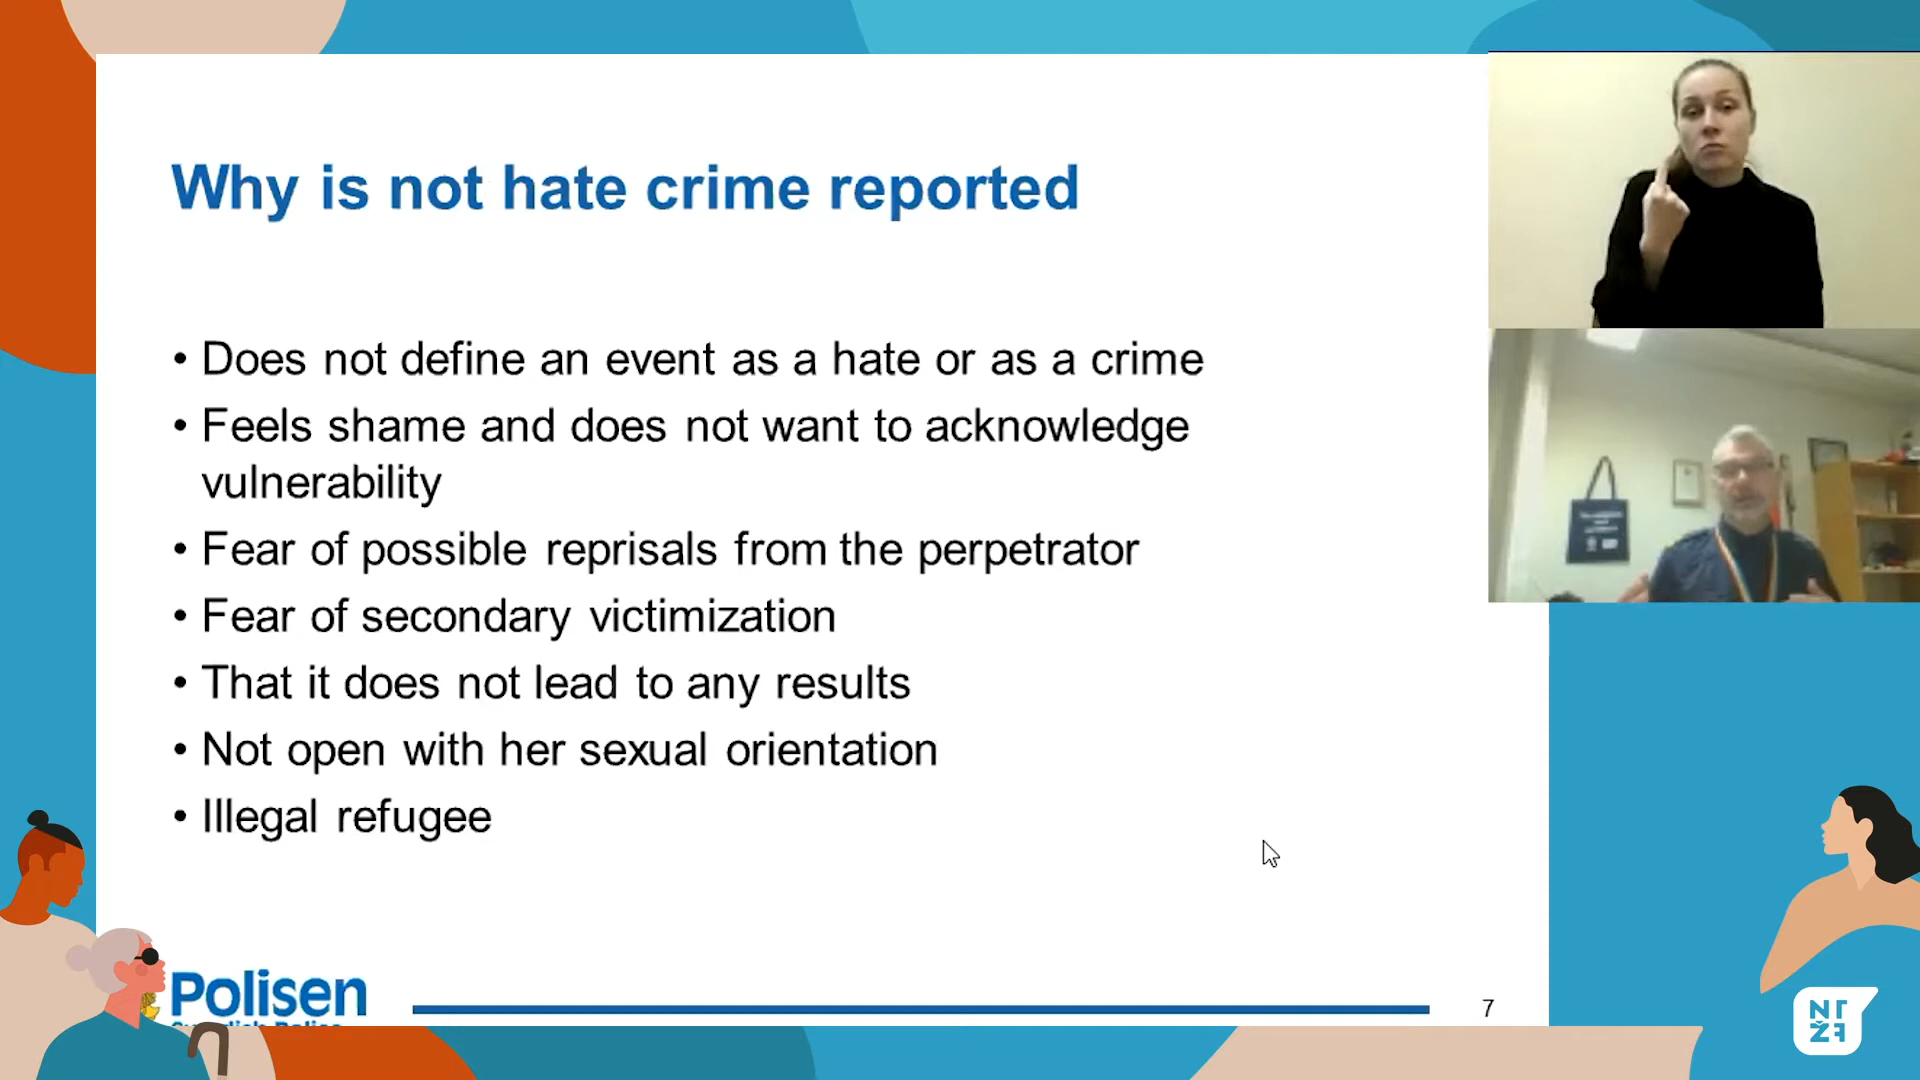 Why is not hate crime reported
• Does not define an event as a hate or as a crime
• Feels shame and does not want to acknowledge
vulnerability
• Fear of possible reprisals from the perpetrator
• Fear of secondary victimization
• That it does not lead to any results
• Not open with her sexual orientation
• Illegal refugee
Polisen
7